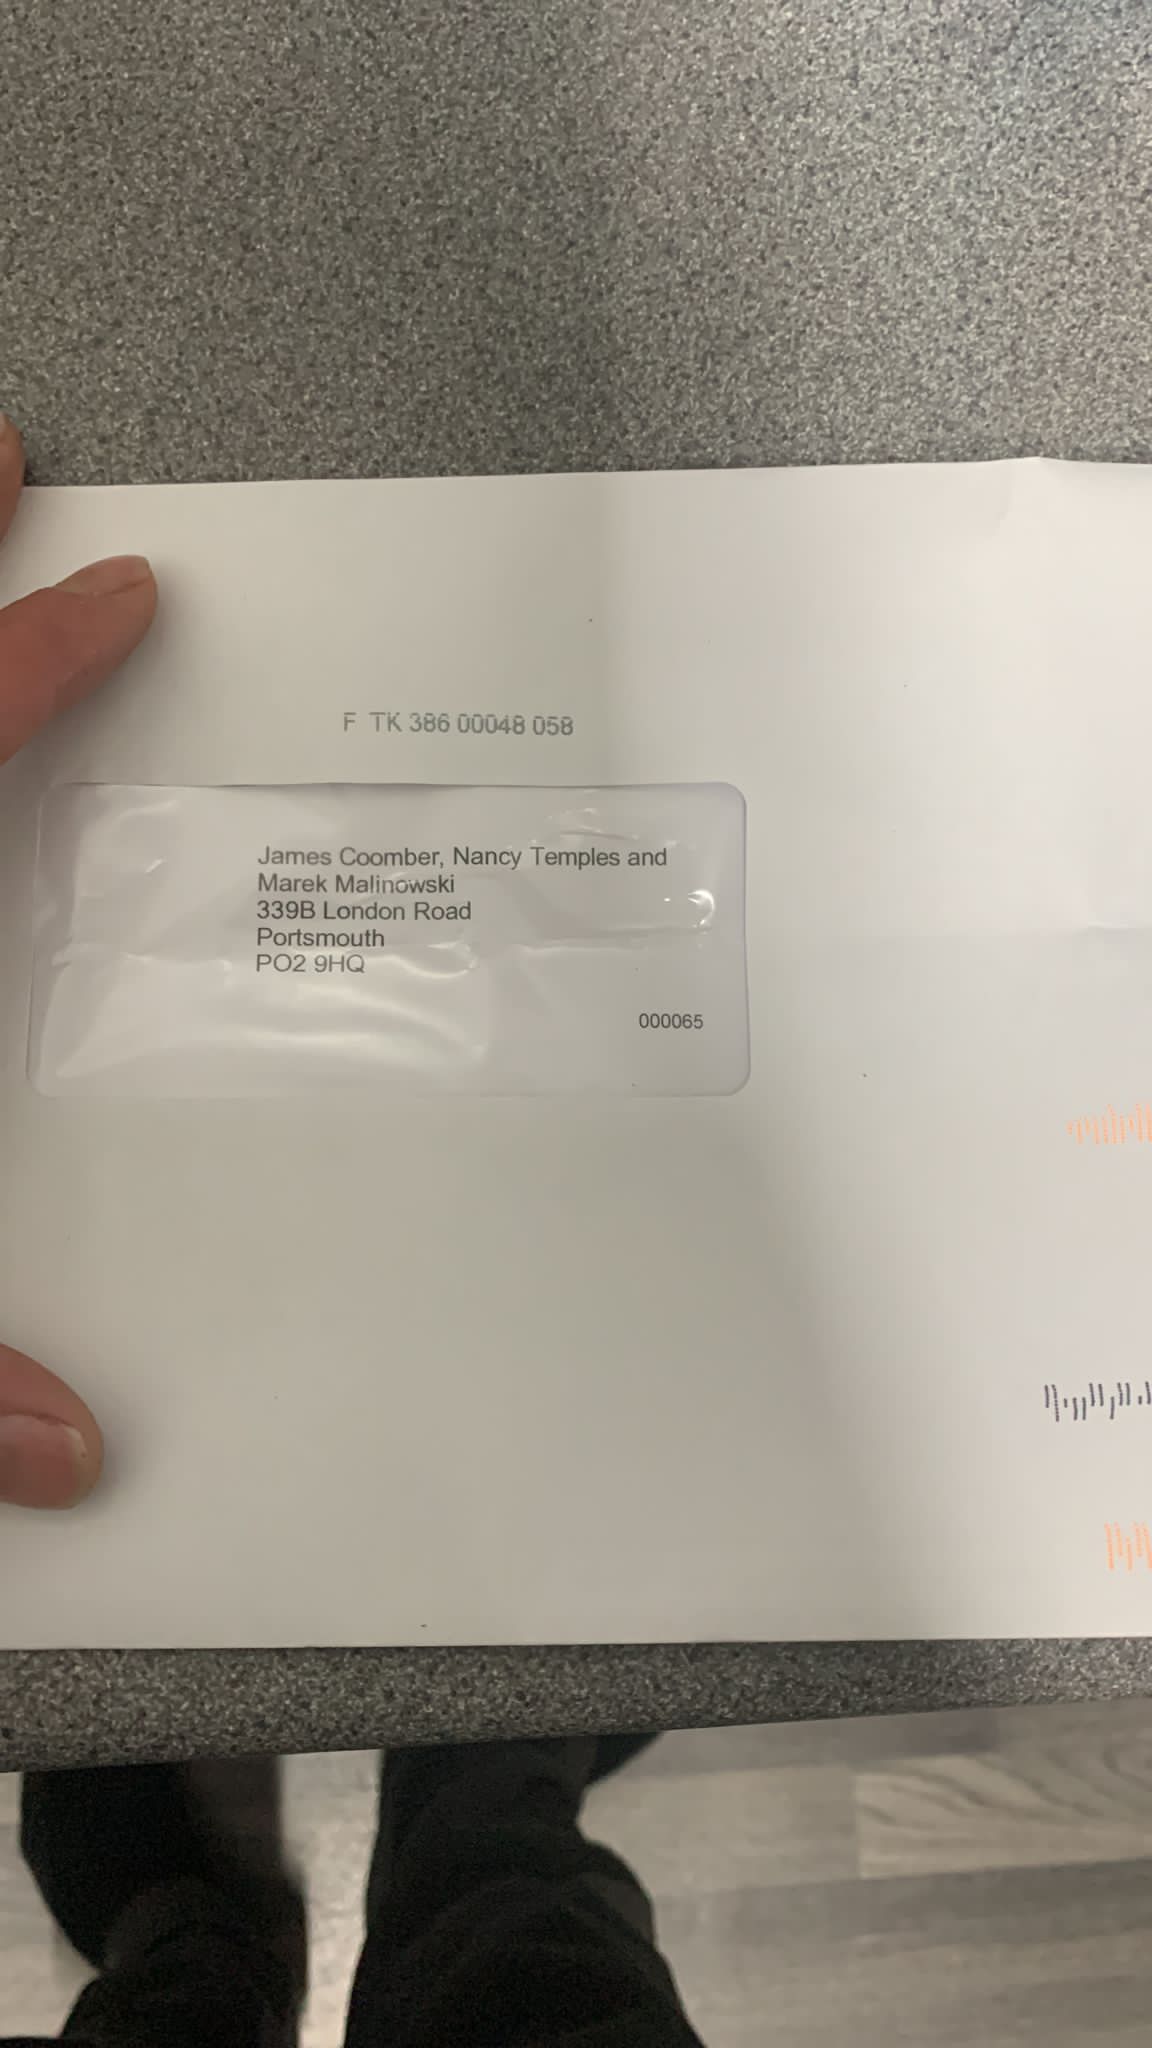 F TK 386 00048 058
James Coomber, Nancy Temples and
Marek Malinowski
339B London Road
Portsmouth
PO2 9HQ
000065